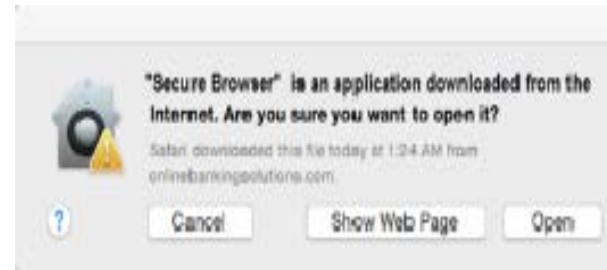 "Secure Browser" is an application downloaded from the
Internet. Are you sure you want to open it?
Safari downloaded this file today at 1:24 AM from
onlinebankingsolutions.com.
?
Cancel
Show Web Page
Open